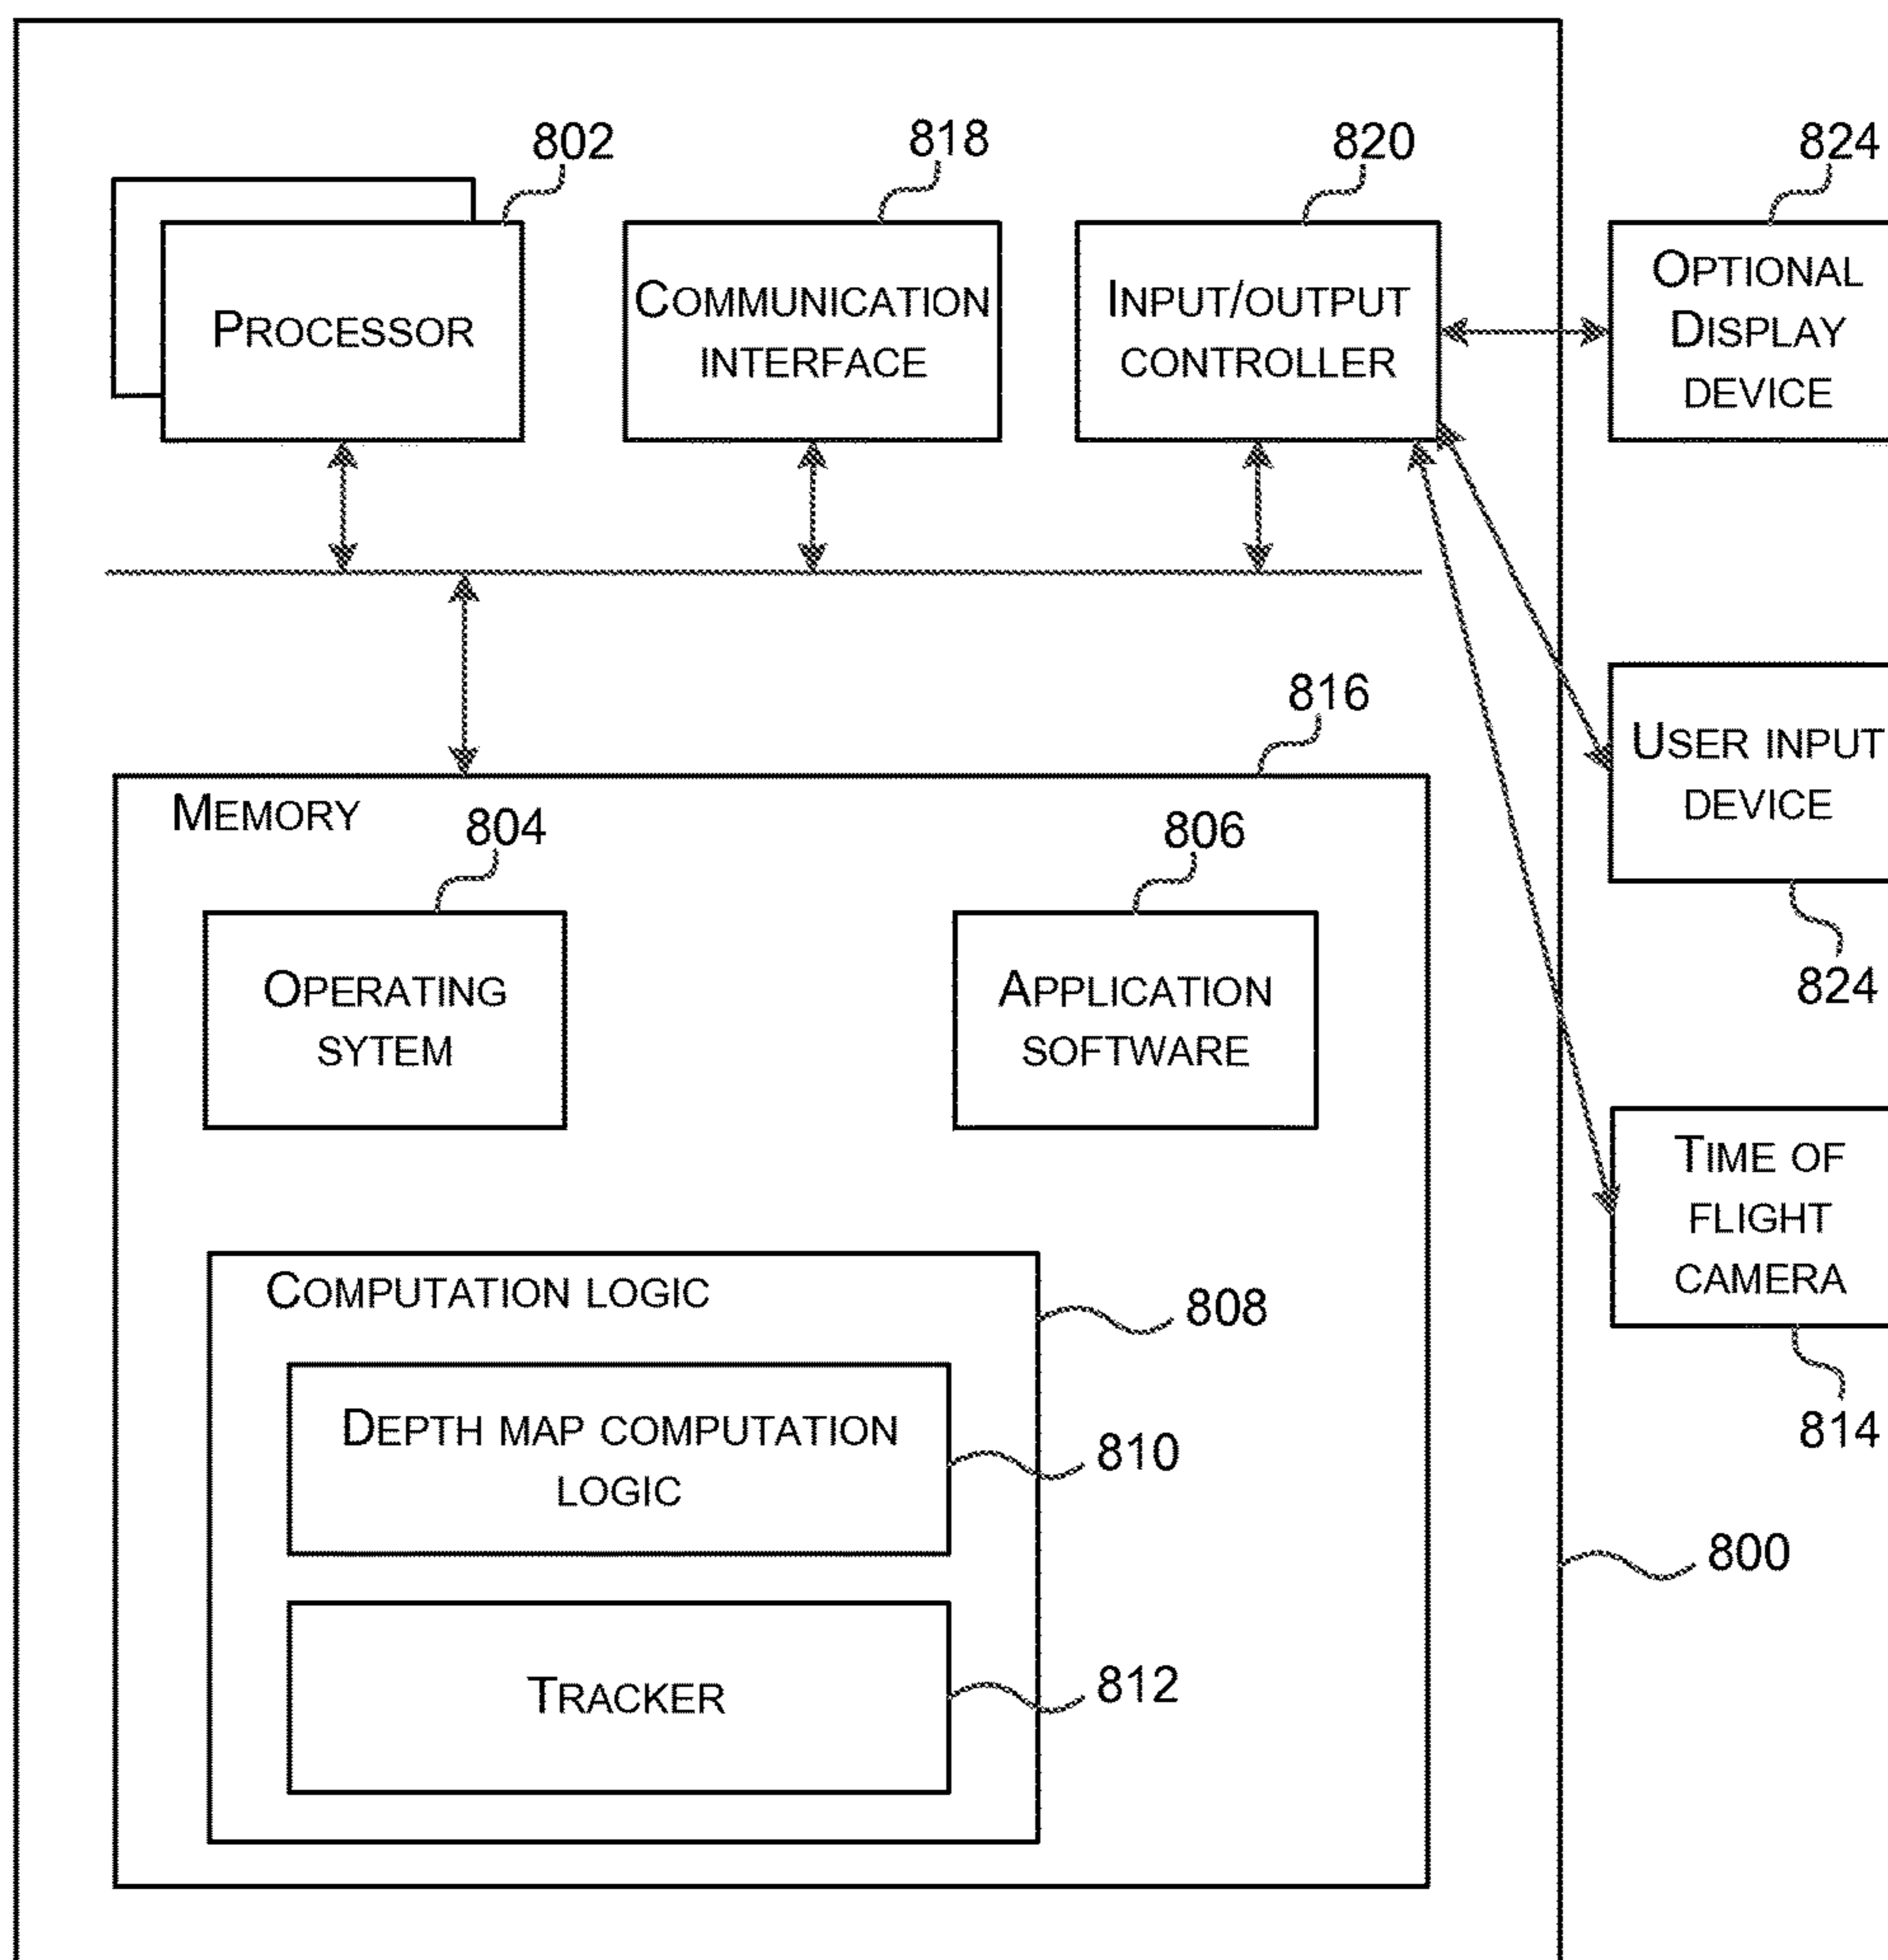 802
818
820
824
PROCESSOR
COMMUNICATION
INTERFACE
INPUT/OUTPUT
CONTROLLER
OPTIONAL
DISPLAY
DEVICE
816
USER INPUT
DEVICE
824
MEMORY
804
806
OPERATING
SYTEM
APPLICATION
SOFTWARE
TIME OF
FLIGHT
CAMERA
814
COMPUTATION LOGIC
808
DEPTH MAP COMPUTATION
LOGIC
810
800
TRACKER
812